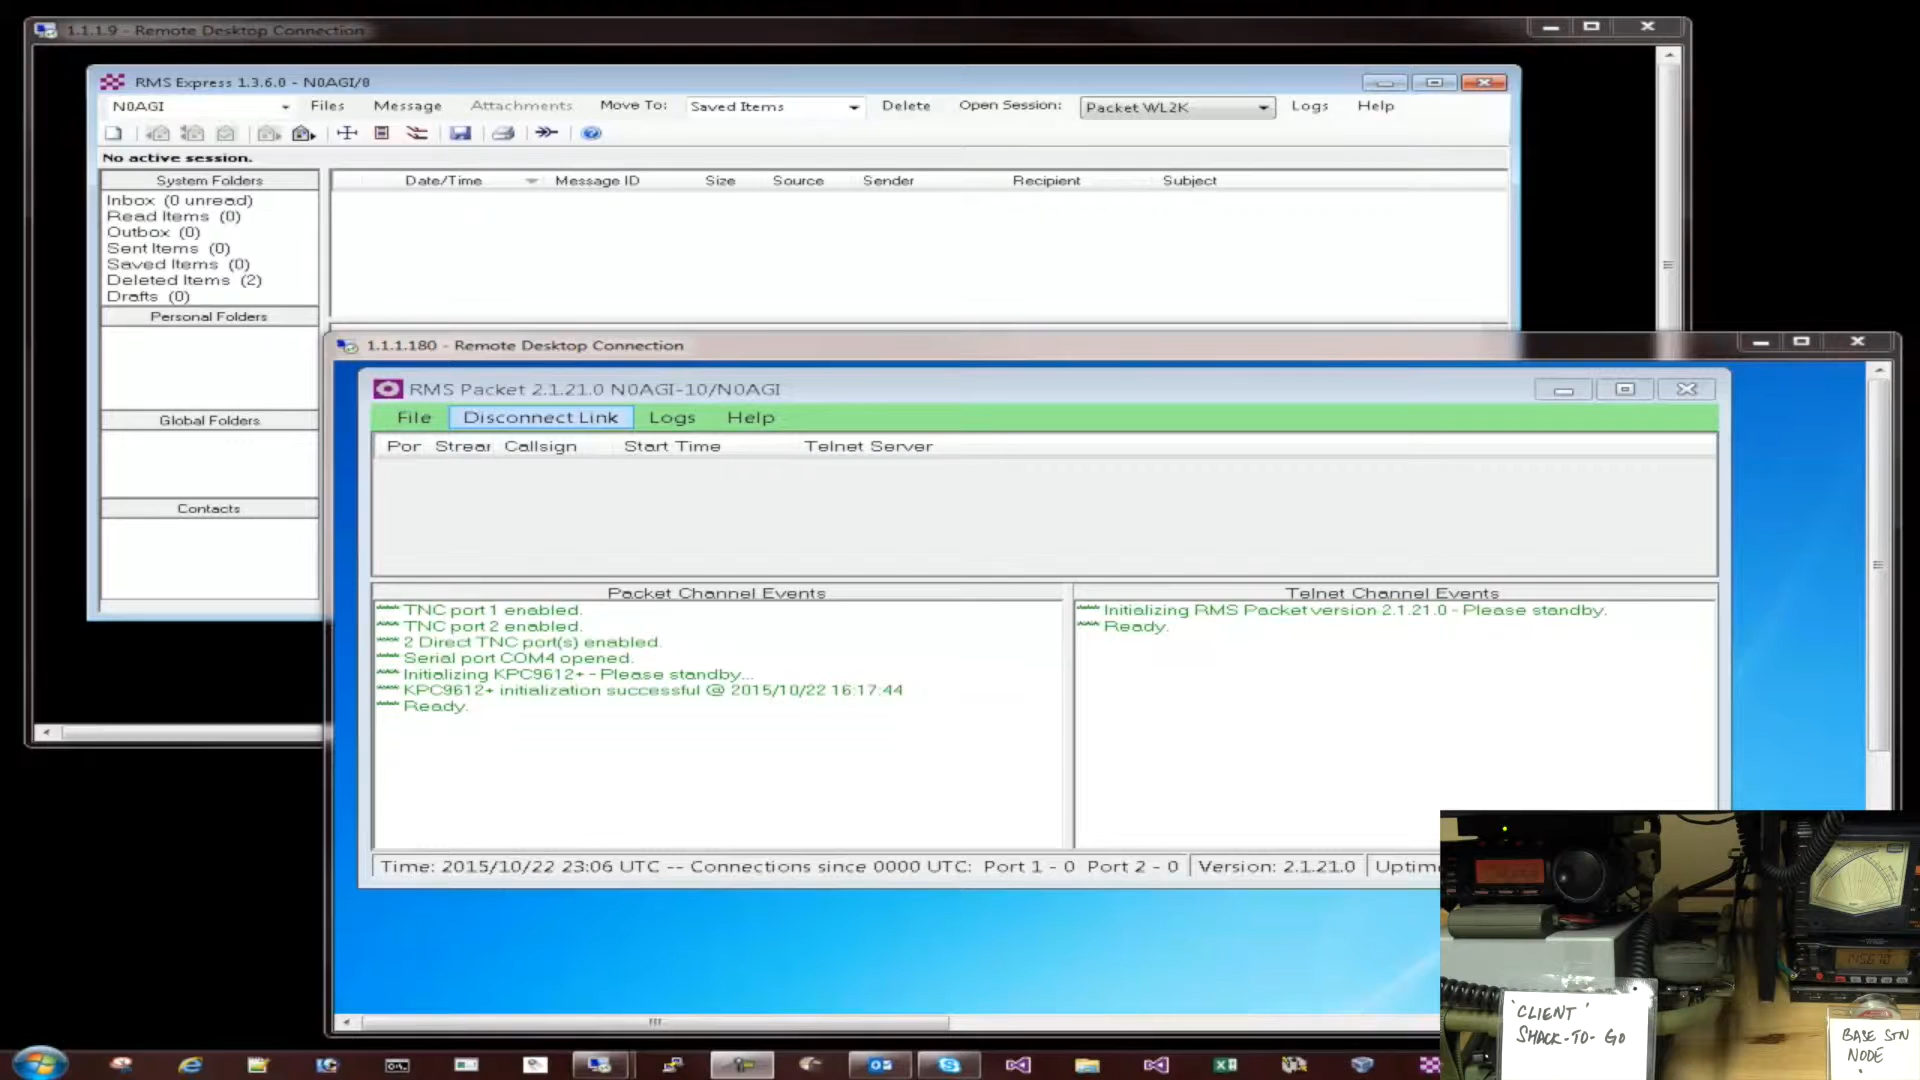 1.1.1.9 - Remote Desktop Connection
RMS Express 1.3.6.0 - N0AGI/8
N0AGI Files Message Attachments Move To: Saved Items Delete Open Session: Packet WL2K Logs Help
No active session.
System Folders
Date/Time Message ID Size Source Sender Recipient Subject
Inbox (0 unread)
Read Items (0)
Outbox (0)
Sent Items (0)
Saved Items (0)
Deleted Items (2)
Drafts (0)
Personal Folders
Global Folders
Contacts
1.1.1.180 - Remote Desktop Connection
RMS Packet 2.1.21.0 N0AGI-10/N0AGI
File Disconnect Link Logs Help
Por Strear Callsign Start Time Telnet Server
Packet Channel Events
*** TNC port 1 enabled.
*** TNC port 2 enabled.
*** 2 Direct TNC port(s) enabled.
*** Serial port COM4 opened.
*** Initializing KPC9612+ - Please standby...
*** KPC9612+ initialization successful @ 2015/10/22 16:17:44
*** Ready.
Telnet Channel Events
*** Initializing RMS Packet version 2.1.21.0 - Please standby.
*** Ready.
Time: 2015/10/22 23:06 UTC -- Connections since 0000 UTC: Port 1 - 0 Port 2 - 0 Version: 2.1.21.0 Uptim
'CLIENT'
SHACK-TO-GO
BASE STN
NODE